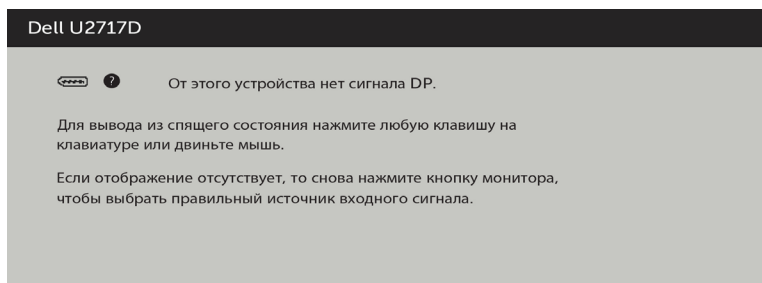 Dell U2717D
? От этого устройства нет сигнала DP.
Для вывода из спящего состояния нажмите любую клавишу на
клавиатуре или двиньте мышь.
Если отображение отсутствует, то снова нажмите кнопку монитора,
чтобы выбрать правильный источник входного сигнала.